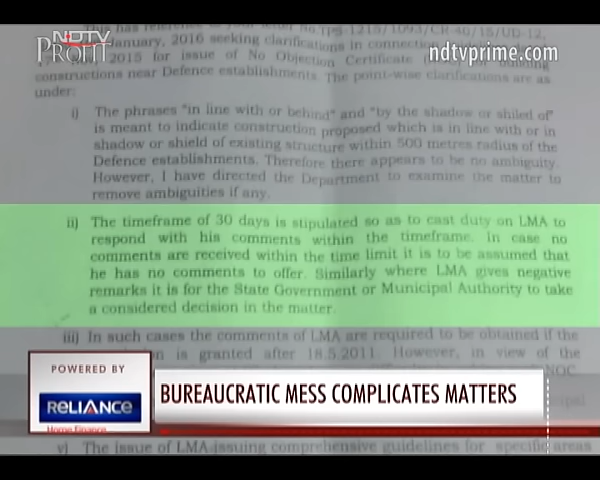 NDTV
PROFIT
ndtvprime.com
This has reference to your letter No.TPS-1215/1093/CR-40/15/UD-12,
January, 2016 seeking clarifications in connection
2015 for issue of No Objection Certificate for building
constructions near Defence establishments. The point-wise clarifications are as
under:
i) The phrases "in line with or behind" and "by the shadow or shiled of"
is meant to indicate construction proposed which is in line with or in
shadow or shield of existing structure within 500 metres radius of the
Defence establishments. Therefore there appears to be no ambiguity.
However, I have directed the Department to examine the matter to
remove ambiguities if any.
ii) The timeframe of 30 days is stipulated so as to cast duty on LMA to
respond with his comments within the timeframe. In case no
comments are received within the time limit it is to be assumed that
he has no comments to offer. Similarly where LMA gives negative
remarks it is for the State Government or Municipal Authority to take
a considered decision in the matter.
iii) In such cases the comments of LMA are required to be obtained if the
is granted after 18.5.2011. However, in view of the
NOC
POWERED BY
RELIANCE
Home Finance
BUREAUCRATIC MESS COMPLICATES MATTERS
v) The issue of LMA issuing comprehensive guidelines for specific areas